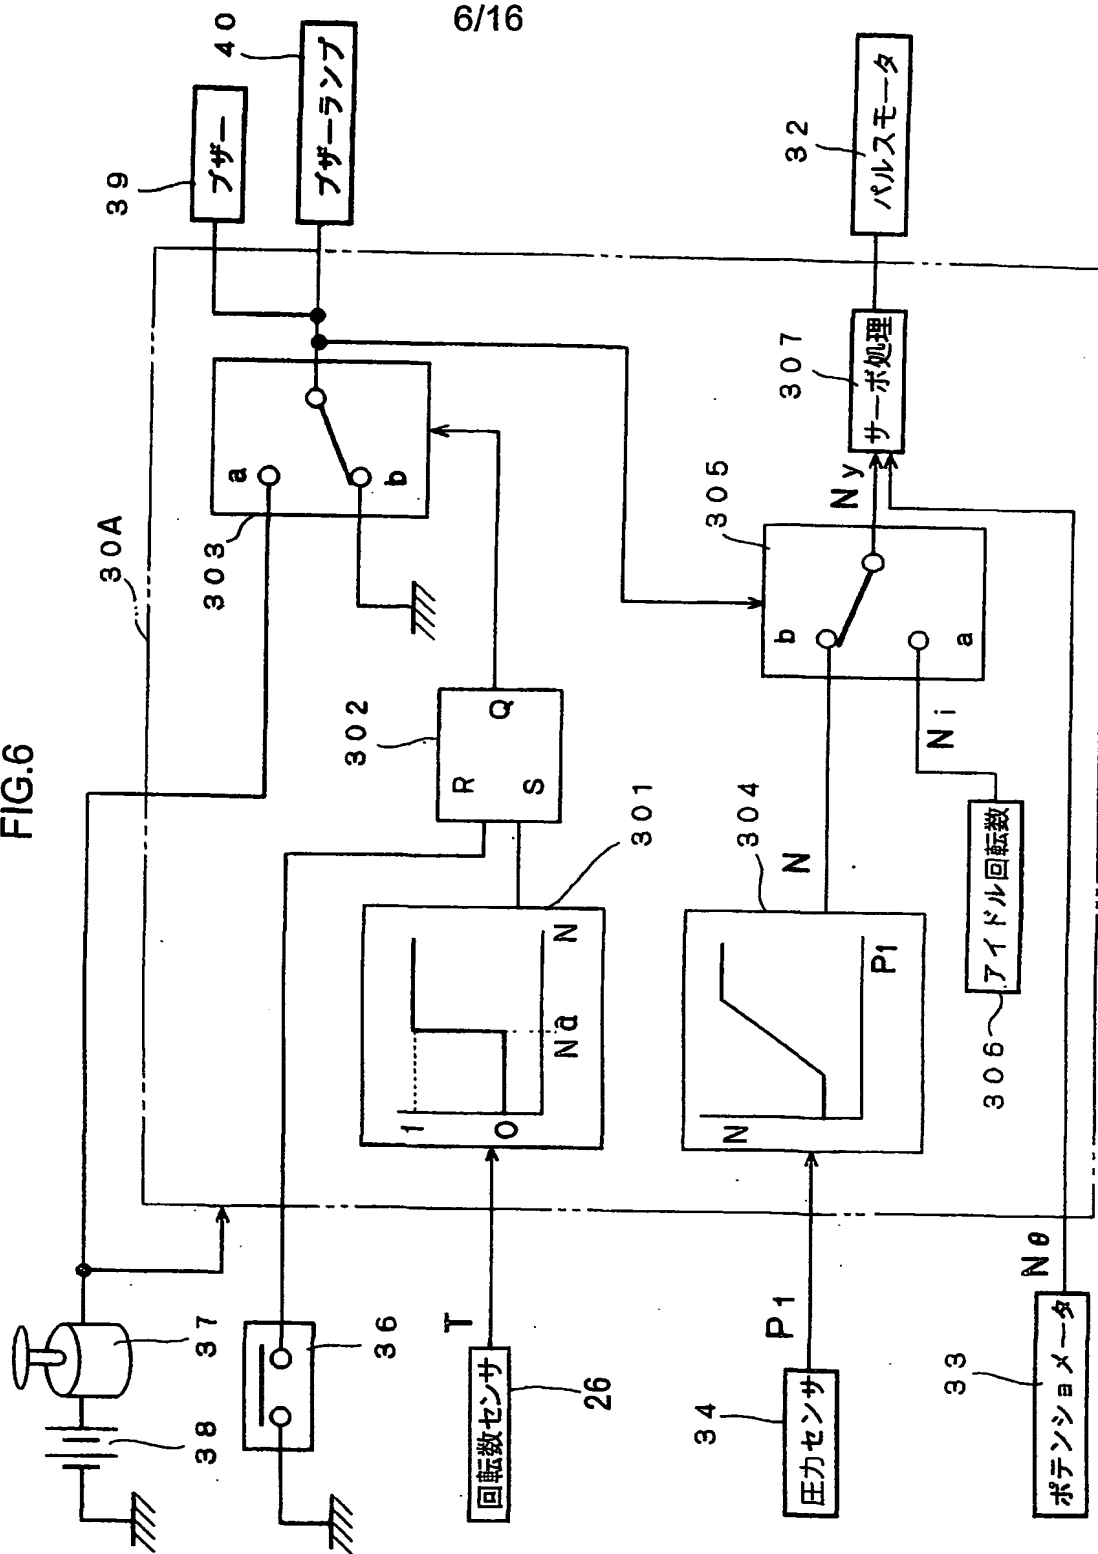 6/16
FIG.6
30A
38
37
36
39
ブザー
40
ブザーランプ
303
a
b
302
R
S
Q
301
1
0
Na
N
T
回転数センサ
26
34
圧力センサ
P1
304
N
P1
N
305
b
a
Ni
306
アイドル回転数
Ny
307
サーボ処理
32
パルスモータ
33
ポテンショメータ
Nθ